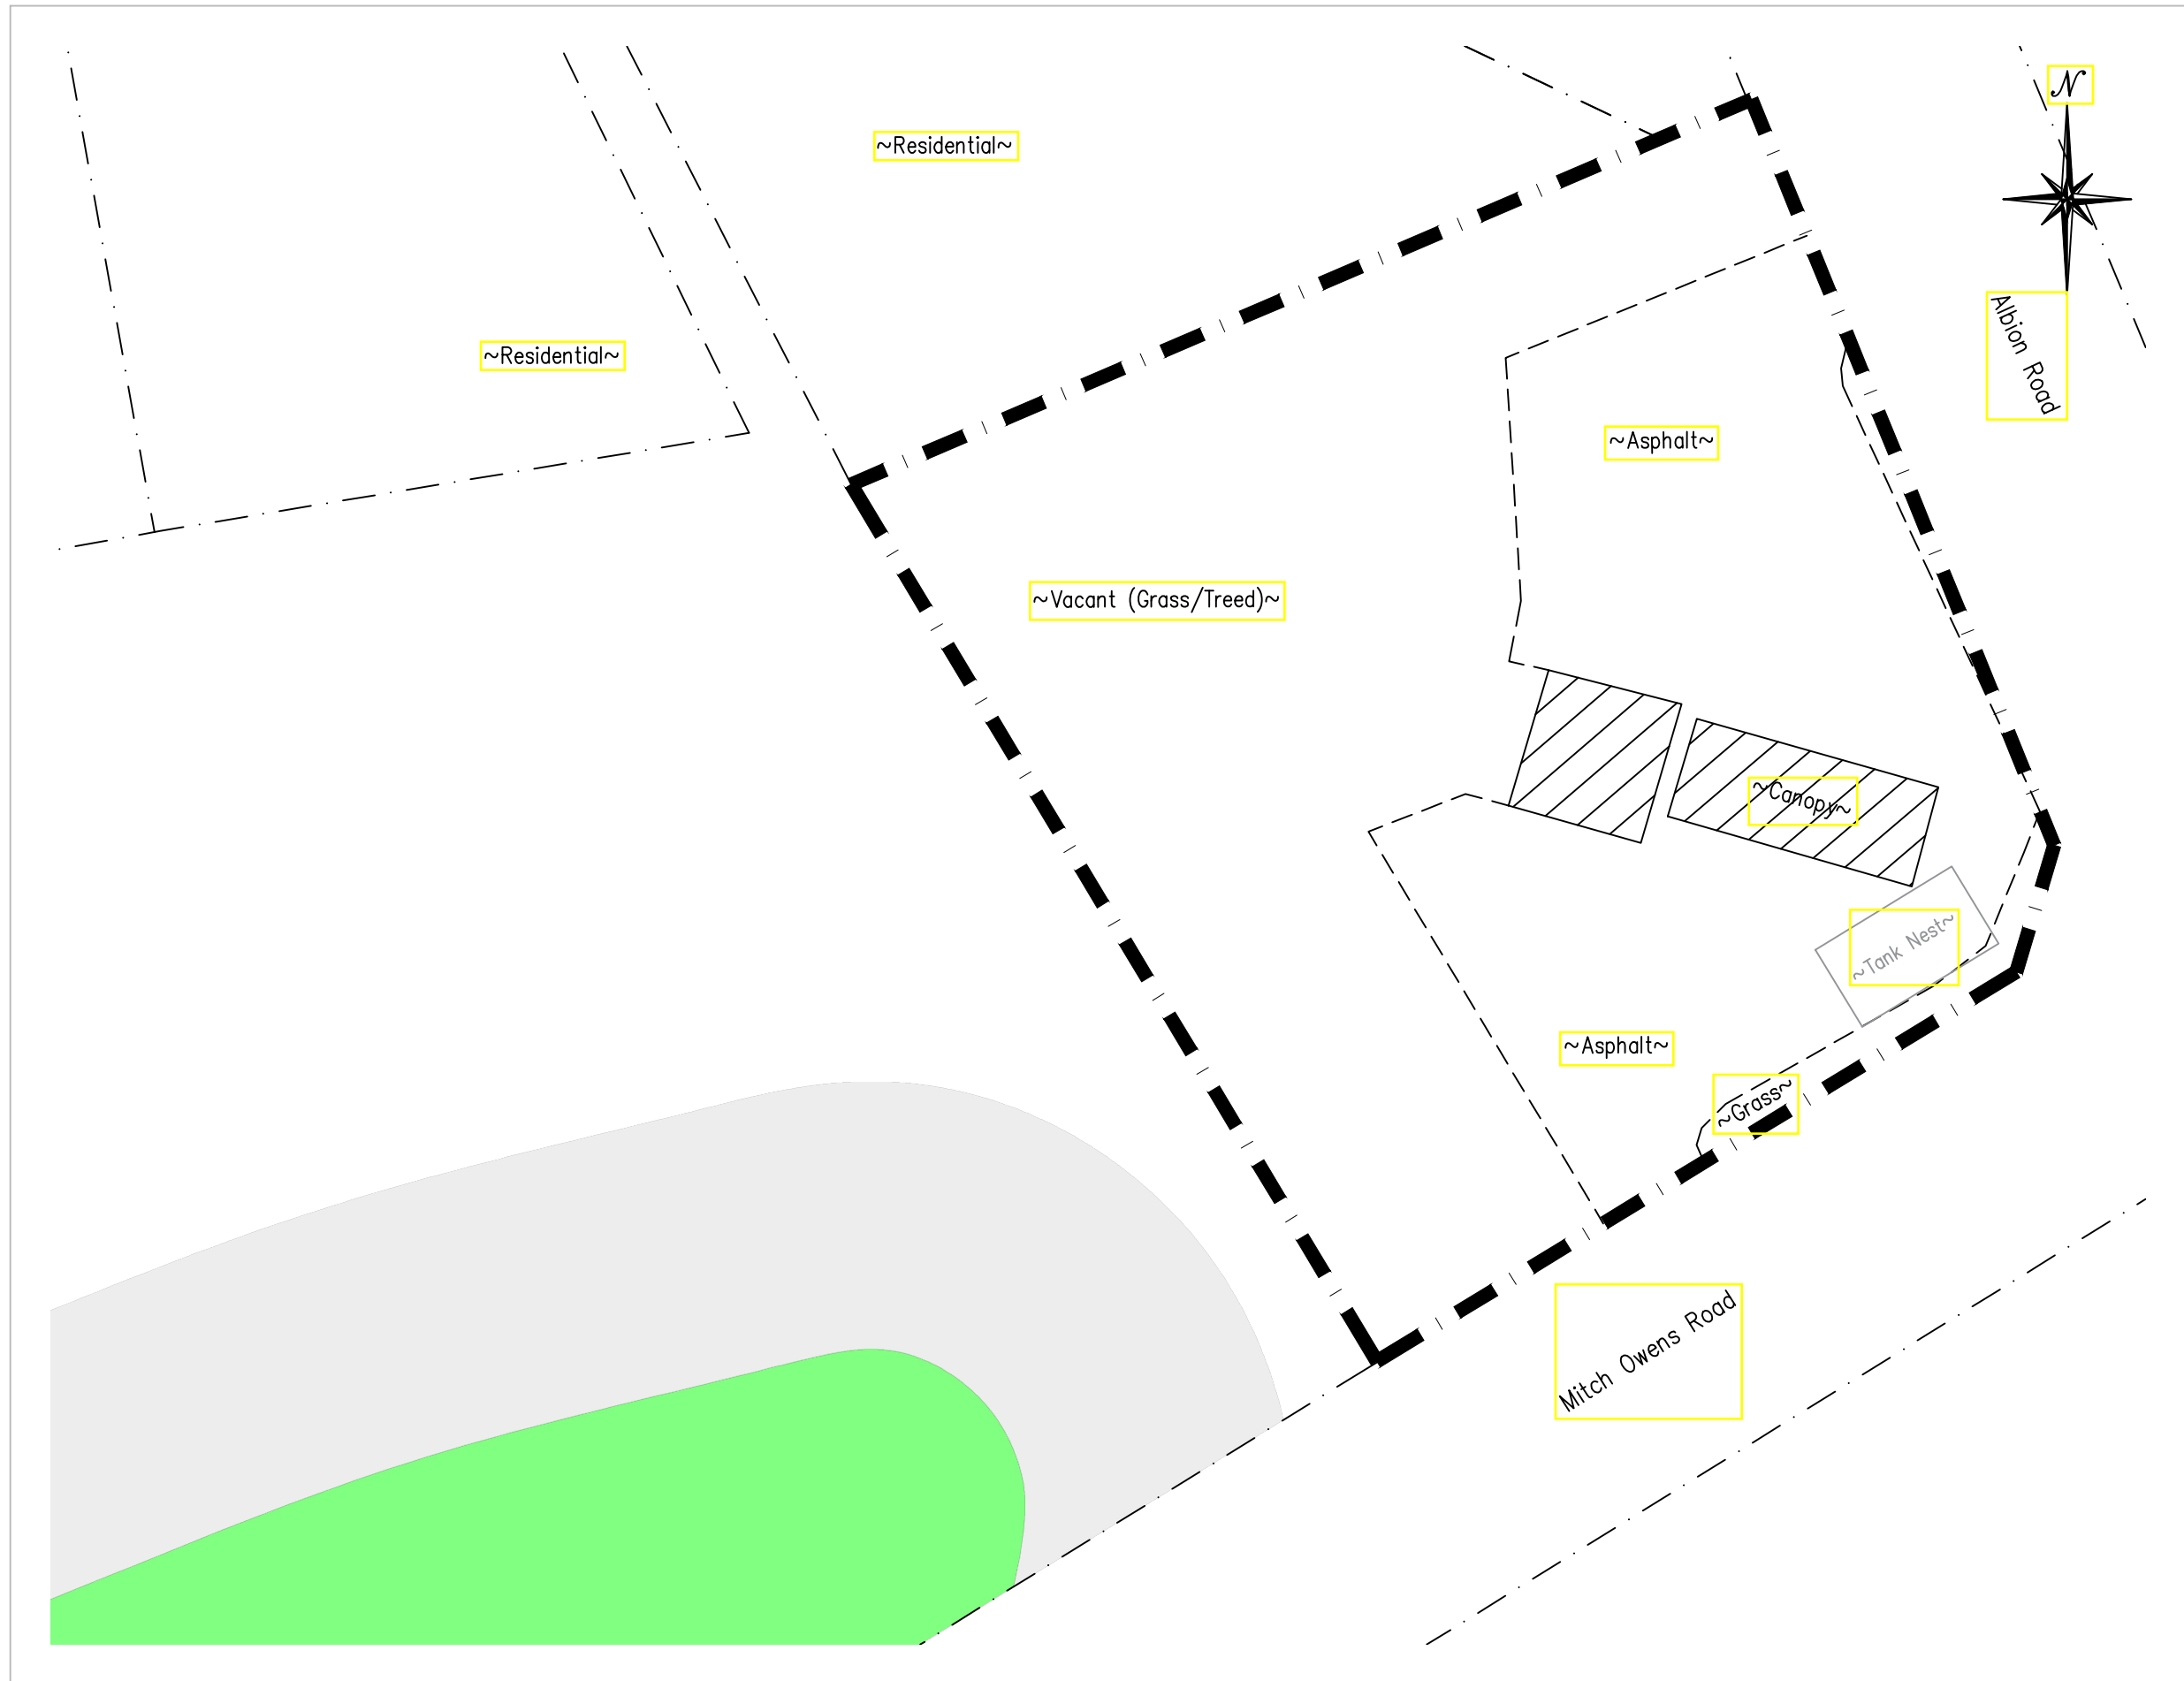 N
~Residential~
Albion Road
~Residential~
~Asphalt~
~Vacant (Grass/Treed)~
~Canopy~
~Tank Nest~
~Asphalt~
~Grass~
Mitch Owens Road